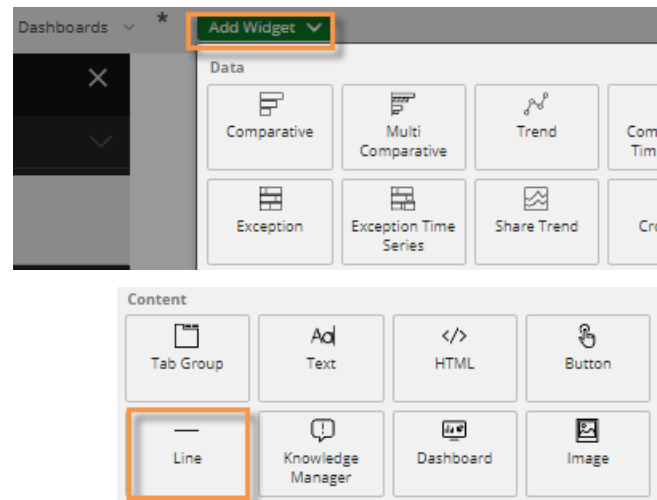 Dashboards
*
Add Widget
Data
Comparative
Multi
Comparative
Trend
Exception
Exception Time
Series
Share Trend
Content
Tab Group
Ad
Text
</>
HTML
Button
Line
Knowledge
Manager
Dashboard
Image